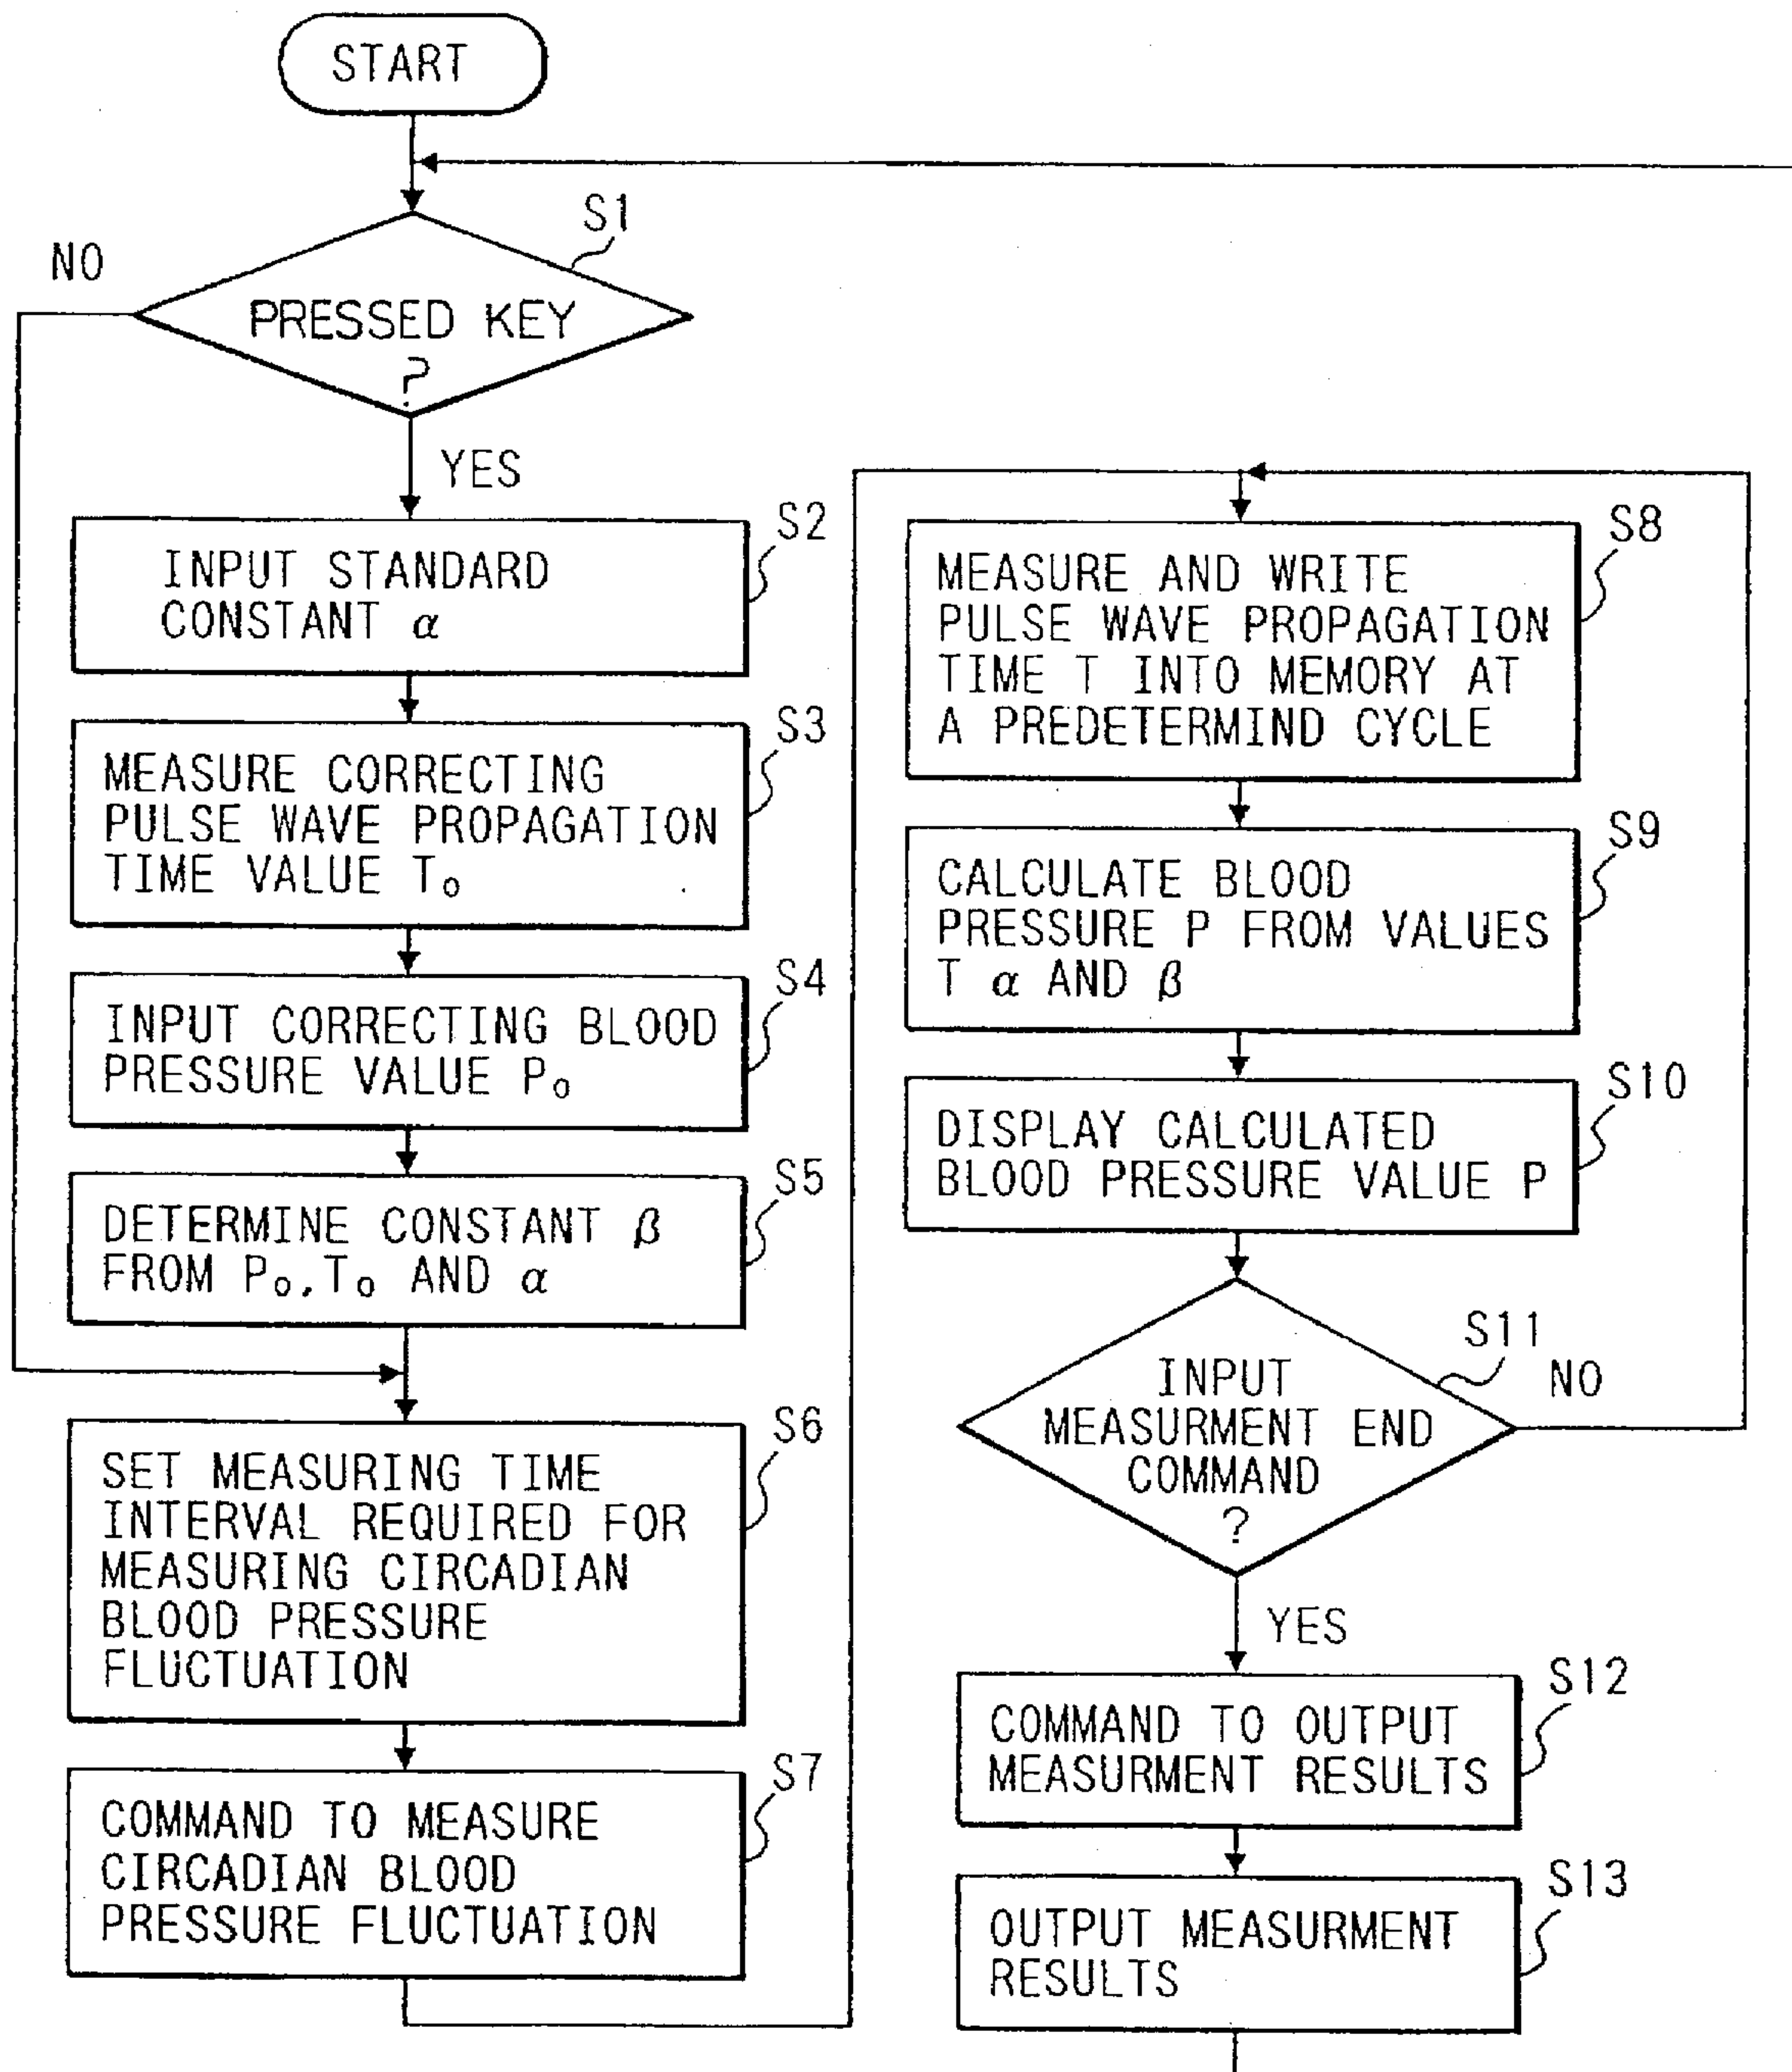 START
S1
NO
PRESSED KEY
?
YES
S2
INPUT STANDARD
CONSTANT α
S3
MEASURE CORRECTING
PULSE WAVE PROPAGATION
TIME VALUE T₀
S4
INPUT CORRECTING BLOOD
PRESSURE VALUE P₀
S5
DETERMINE CONSTANT β
FROM P₀,T₀ AND α
S6
SET MEASURING TIME
INTERVAL REQUIRED FOR
MEASURING CIRCADIAN
BLOOD PRESSURE
FLUCTUATION
S7
COMMAND TO MEASURE
CIRCADIAN BLOOD
PRESSURE FLUCTUATION
S8
MEASURE AND WRITE
PULSE WAVE PROPAGATION
TIME T INTO MEMORY AT
A PREDETERMIND CYCLE
S9
CALCULATE BLOOD
PRESSURE P FROM VALUES
T α AND β
S10
DISPLAY CALCULATED
BLOOD PRESSURE VALUE P
S11
NO
INPUT
MEASURMENT END
COMMAND
?
YES
S12
COMMAND TO OUTPUT
MEASURMENT RESULTS
S13
OUTPUT MEASURMENT
RESULTS